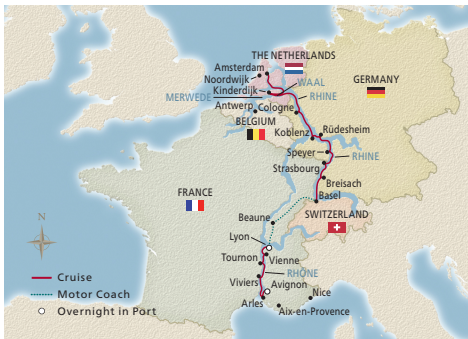 THE NETHERLANDS
Amsterdam
Noordwijk
Kinderdijk
WAAL
GERMANY
MERWEDE
RHINE
Antwerp
Cologne
BELGIUM
Koblenz
Rüdesheim
Speyer
RHINE
Strasbourg
Breisach
FRANCE
Basel
Beaune
SWITZERLAND
N
Lyon
Vienne
Tournon
RHÔNE
Cruise
Viviers
Avignon
Motor Coach
Nice
Overnight in Port
Arles
Aix-en-Provence